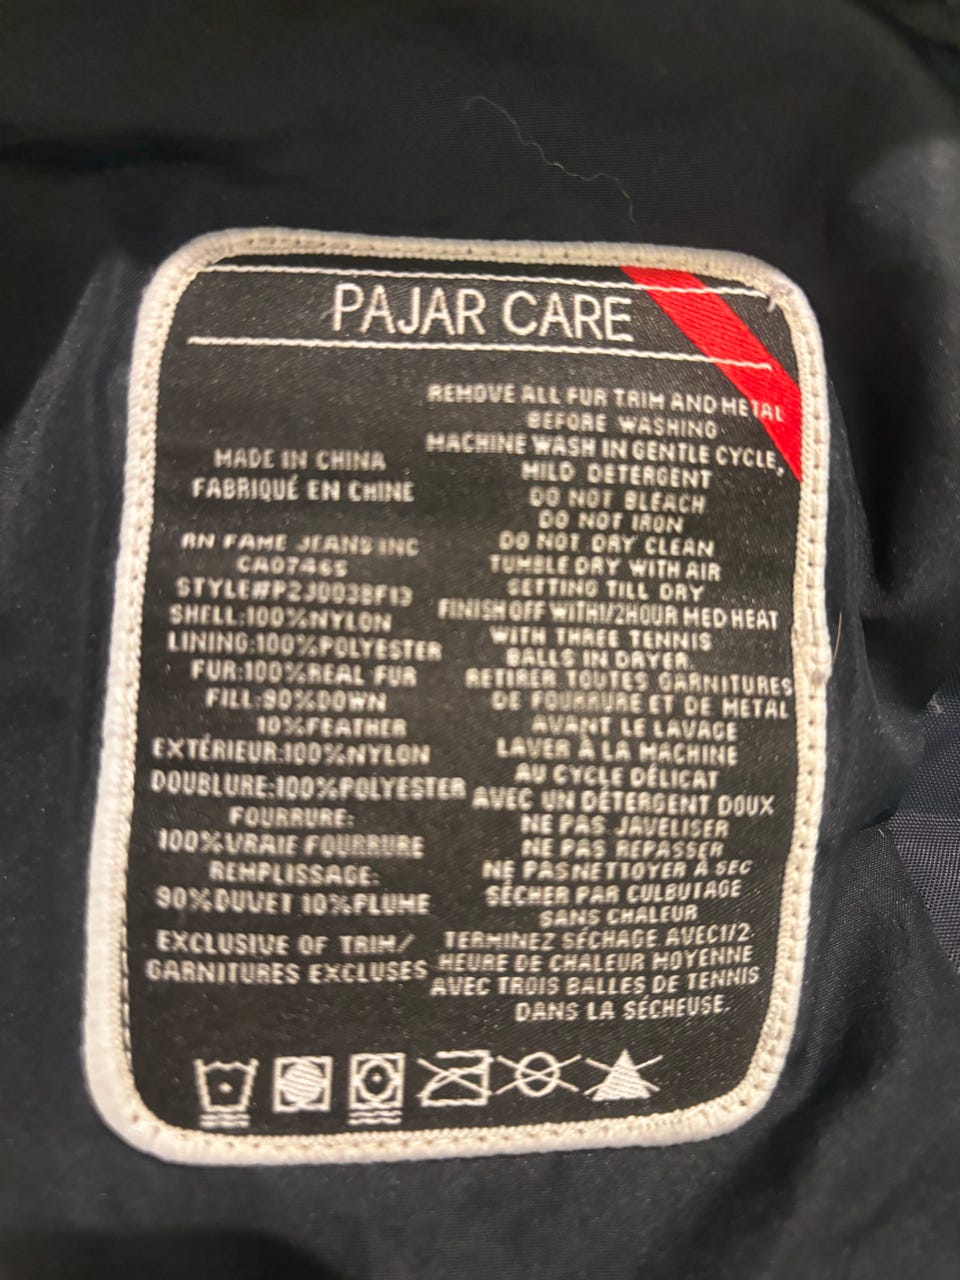 PAJAR CARE
MADE IN CHINA
FABRIQUÉ EN CHINE
RN FAME JEANS INC
CA07465
STYLE#P2J003BF13
SHELL:100%NYLON
LINING:100%POLYESTER
FUR:100%REAL FUR
FILL:90%DOWN
10%FEATHER
EXTÉRIEUR:100%NYLON
DOUBLURE:100%POLYESTER
FOURRURE:
100%VRAIE FOURRURE
REMPLISSAGE:
90%DUVET 10%PLUME
EXCLUSIVE OF TRIM/
GARNITURES EXCLUSES
REMOVE ALL FUR TRIM AND METAL
BEFORE WASHING
MACHINE WASH IN GENTLE CYCLE,
MILD DETERGENT
DO NOT BLEACH
DO NOT IRON
DO NOT DRY CLEAN
TUMBLE DRY WITH AIR
SETTING TILL DRY
FINISH OFF WITH1/2HOUR MED HEAT
WITH THREE TENNIS
BALLS IN DRYER.
RETIRER TOUTES GARNITURES
DE FOURRURE ET DE METAL
AVANT LE LAVAGE
LAVER À LA MACHINE
AU CYCLE DÉLICAT
AVEC UN DÉTERGENT DOUX
NE PAS JAVELISER
NE PAS REPASSER
NE PAS NETTOYER À SEC
SÉCHER PAR CULBUTAGE
SANS CHALEUR
TERMINEZ SÉCHAGE AVEC1/2
HEURE DE CHALEUR MOYENNE
AVEC TROIS BALLES DE TENNIS
DANS LA SÉCHEUSE.